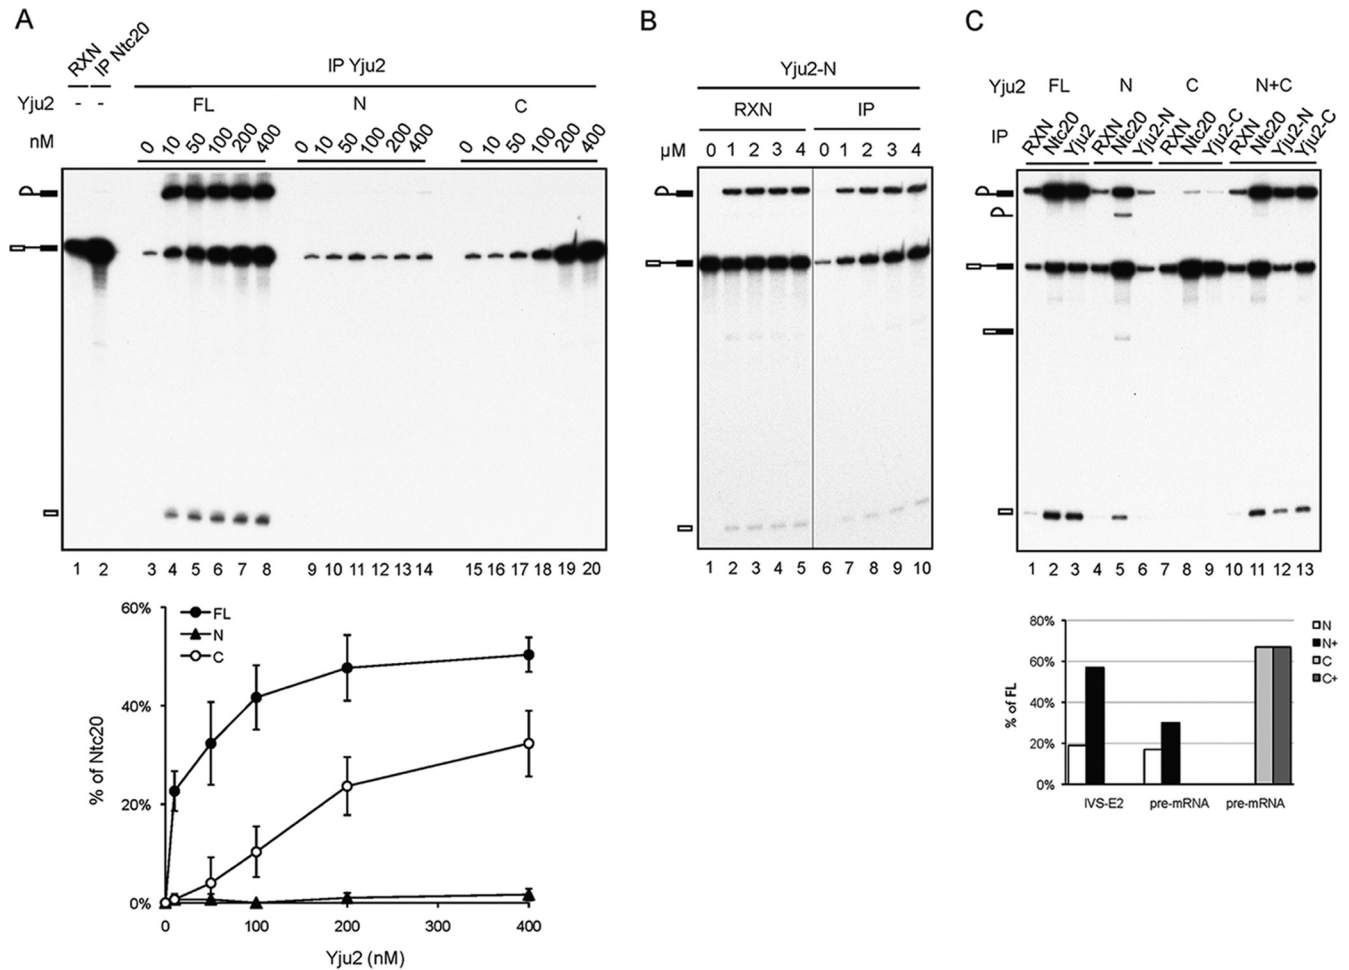 A
RXN
IP Ntc20
IP Yju2
Yju2 - - FL N C
nM 0 10 50 100 200 400 0 10 50 100 200 400 0 10 50 100 200 400
1 2 3 4 5 6 7 8 9 10 11 12 13 14 15 16 17 18 19 20
60%
40%
20%
0%
% of Ntc20
FL
N
C
0 100 200 300 400
Yju2 (nM)
B
Yju2-N
RXN IP
µM 0 1 2 3 4 0 1 2 3 4
1 2 3 4 5 6 7 8 9 10
C
Yju2 FL N C N+C
IP RXN Ntc20 Yju2 RXN Ntc20 Yju2-N RXN Ntc20 Yju2-C RXN Ntc20 Yju2-N Yju2-C
1 2 3 4 5 6 7 8 9 10 11 12 13
80%
60%
40%
20%
0%
% of FL
IVS-E2 pre-mRNA pre-mRNA
N
N+
C
C+